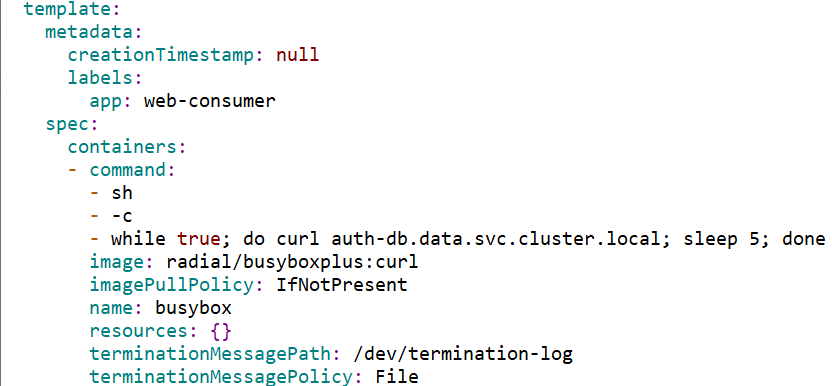 template:
metadata:
creationTimestamp: null
labels:
app: web-consumer
spec:
containers:
- command:
- sh
- -c
- while true; do curl auth-db.data.svc.cluster.local; sleep 5; done
image: radial/busyboxplus:curl
imagePullPolicy: IfNotPresent
name: busybox
resources: {}
terminationMessagePath: /dev/termination-log
terminationMessagePolicy: File